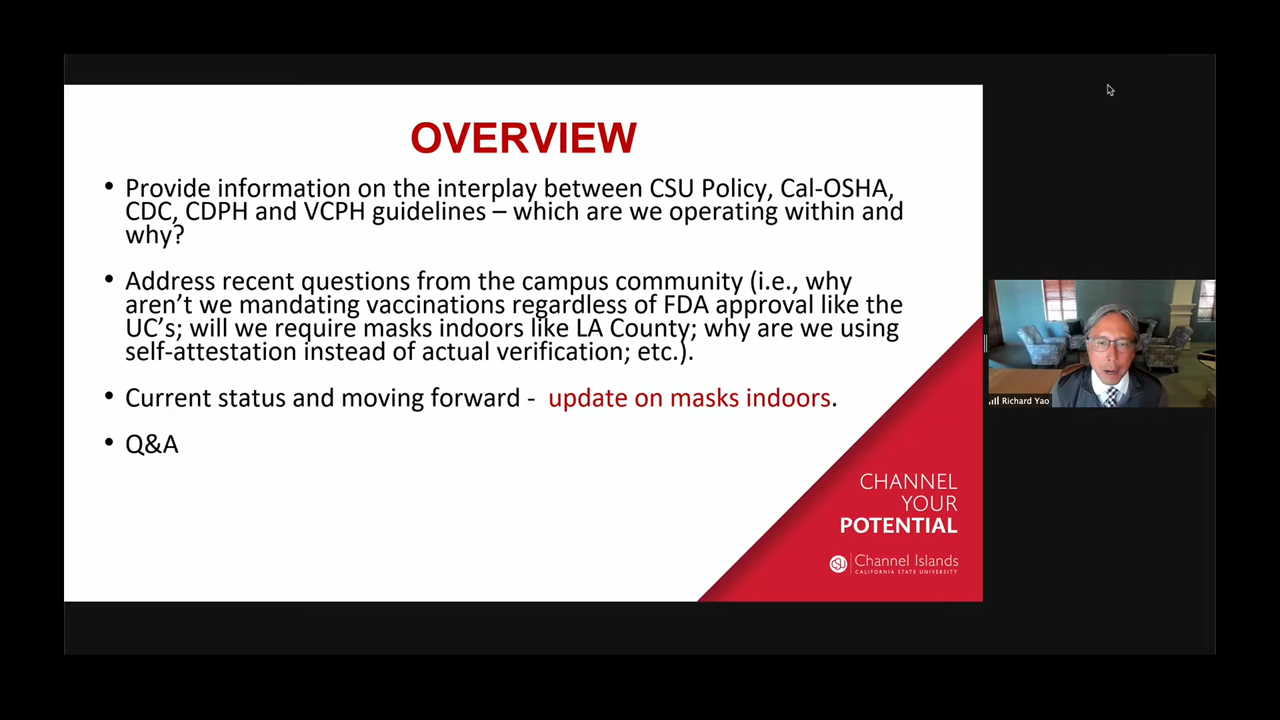 OVERVIEW
• Provide information on the interplay between CSU Policy, Cal-OSHA,
CDC, CDPH and VCPH guidelines – which are we operating within and
why?
• Address recent questions from the campus community (i.e., why
aren’t we mandating vaccinations regardless of FDA approval like the
UC’s; will we require masks indoors like LA County; why are we using
self-attestation instead of actual verification; etc.).
• Current status and moving forward - update on masks indoors.
• Q&A
CHANNEL
YOUR
POTENTIAL
CSU Channel Islands
CALIFORNIA STATE UNIVERSITY
Richard Yao